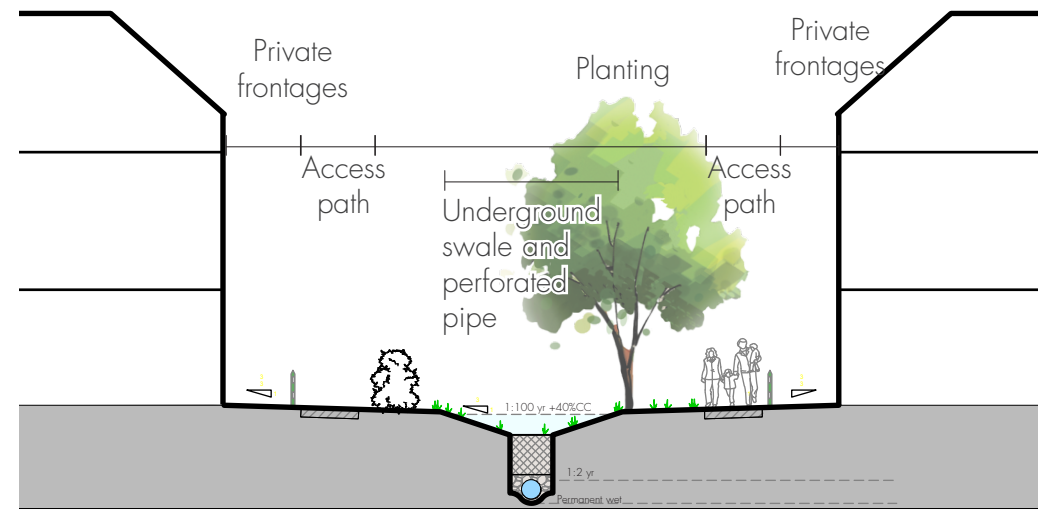 Private
frontages
Planting
Private
frontages
Access
path
Access
path
Underground
swale and
perforated
pipe
1:100 yr +40%CC
1:2 yr
Permanent wet